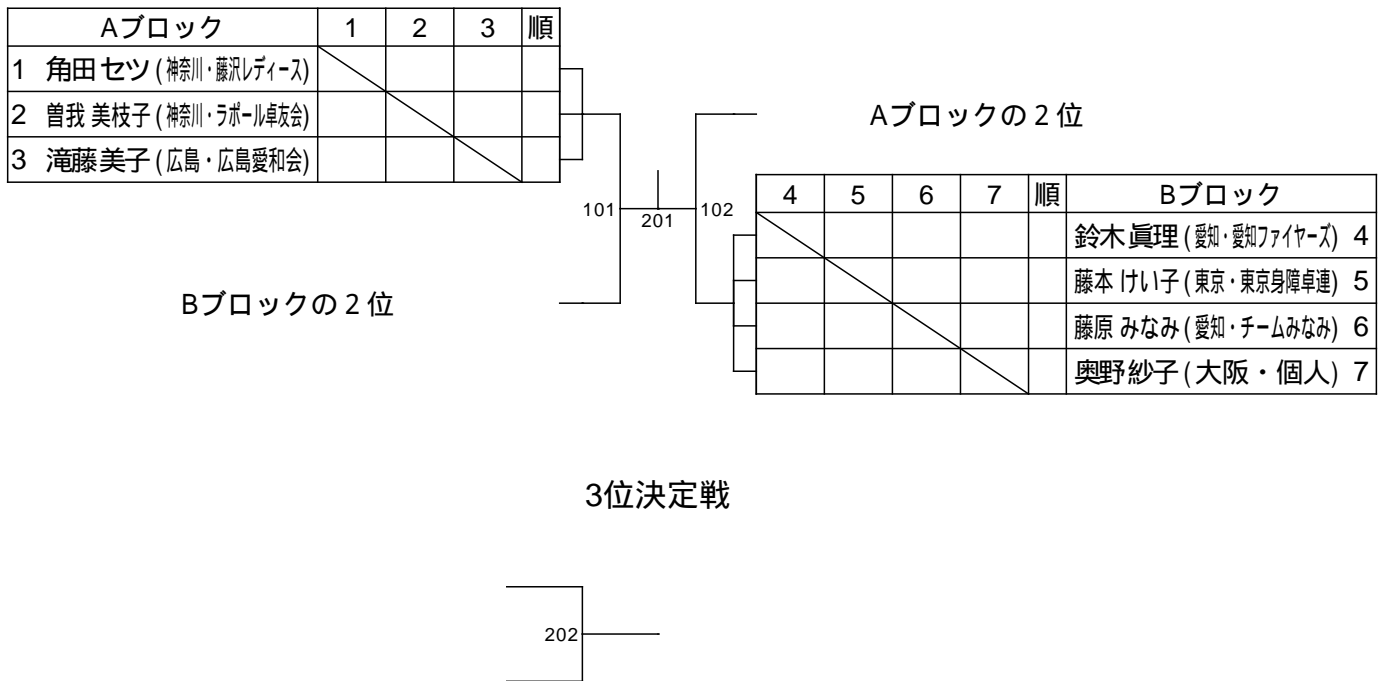 Aブロック 1 2 3 順
1 角田 セツ (神奈川・藤沢レディース)
2 曽我 美枝子 (神奈川・ラポール卓友会)
3 滝藤 美子 (広島・広島愛和会)
Aブロックの2位
101
201
102
Bブロックの2位
4 5 6 7 順 Bブロック
鈴木 眞理 (愛知・愛知ファイヤーズ) 4
藤本 けい子 (東京・東京身障卓連) 5
藤原 みなみ (愛知・チームみなみ) 6
奥野 紗子 (大阪・個人) 7
3位決定戦
202